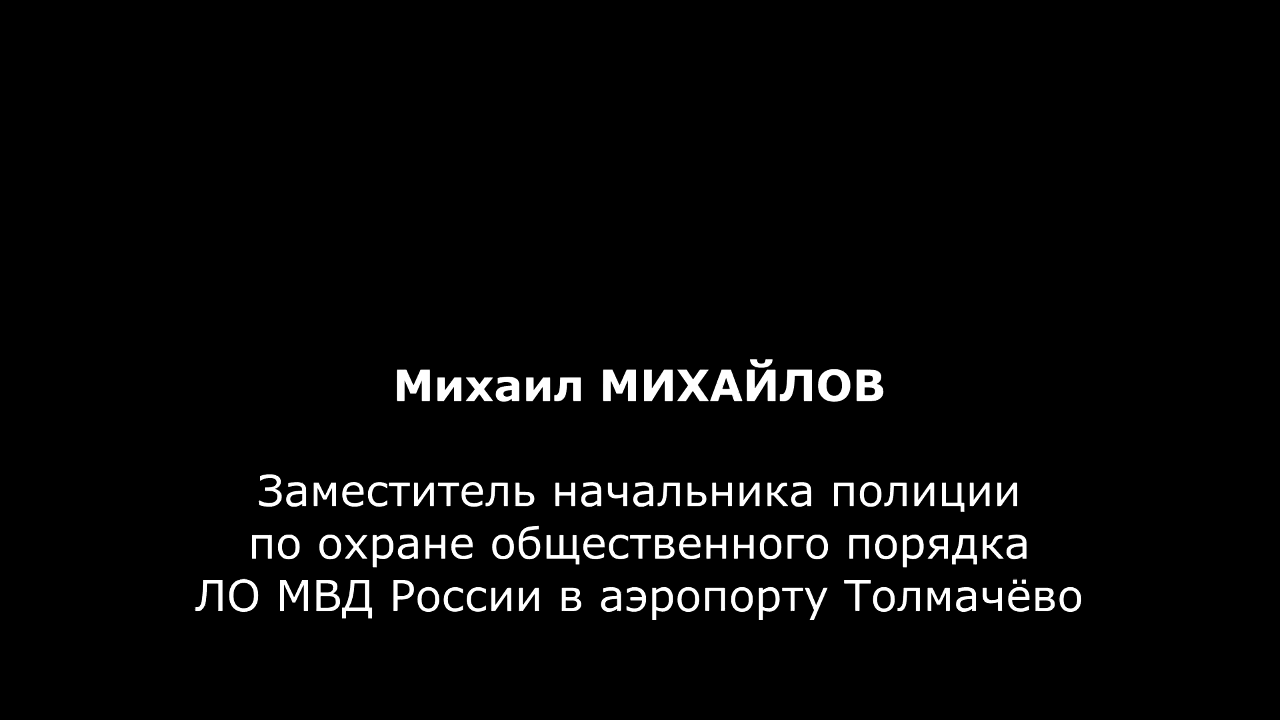 Михаил МИХАЙЛОВ
Заместитель начальника полиции
по охране общественного порядка
ЛО МВД России в аэропорту Толмачёво